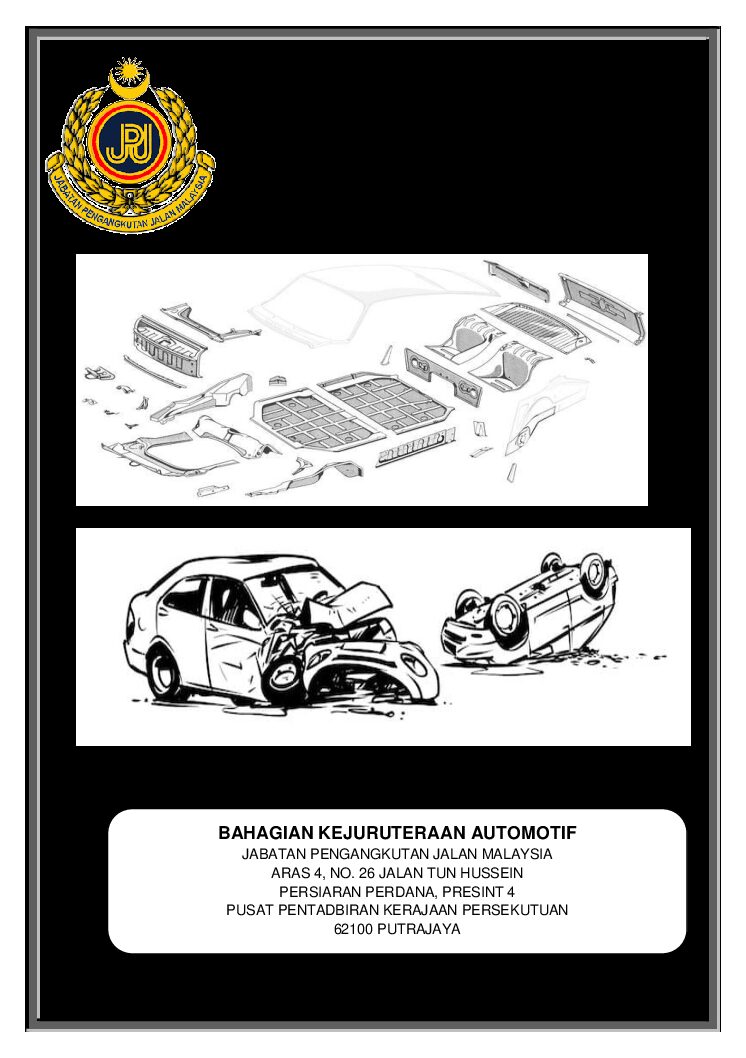 JPJ
JABATAN PENGANGKUTAN JALAN MALAYSIA
BAHAGIAN KEJURUTERAAN AUTOMOTIF
JABATAN PENGANGKUTAN JALAN MALAYSIA
ARAS 4, NO. 26 JALAN TUN HUSSEIN
PERSIARAN PERDANA, PRESINT 4
PUSAT PENTADBIRAN KERAJAAN PERSEKUTUAN
62100 PUTRAJAYA